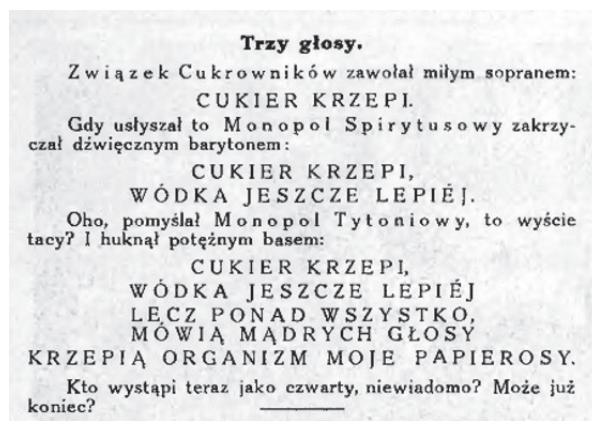 Trzy głosy.
Związek Cukrowników zawołał miłym sopranem:
CUKIER KRZEPI.
Gdy usłyszał to Monopol Spirytusowy zakrzy-
czał dźwięcznym barytonem:
CUKIER KRZEPI,
WÓDKA JESZCZE LEPIÉJ.
Oho, pomyślał Monopol Tytoniowy, to wyście
tacy? I huknął potężnym basem:
CUKIER KRZEPI,
WÓDKA JESZCZE LEPIÉJ
LECZ PONAD WSZYSTKO,
MÓWIĄ MĄDRYCH GŁOSY
KRZEPIĄ ORGANIZM MOJE PAPIEROSY.
Kto wystąpi teraz jako czwarty, niewiadomo? Może już
koniec?